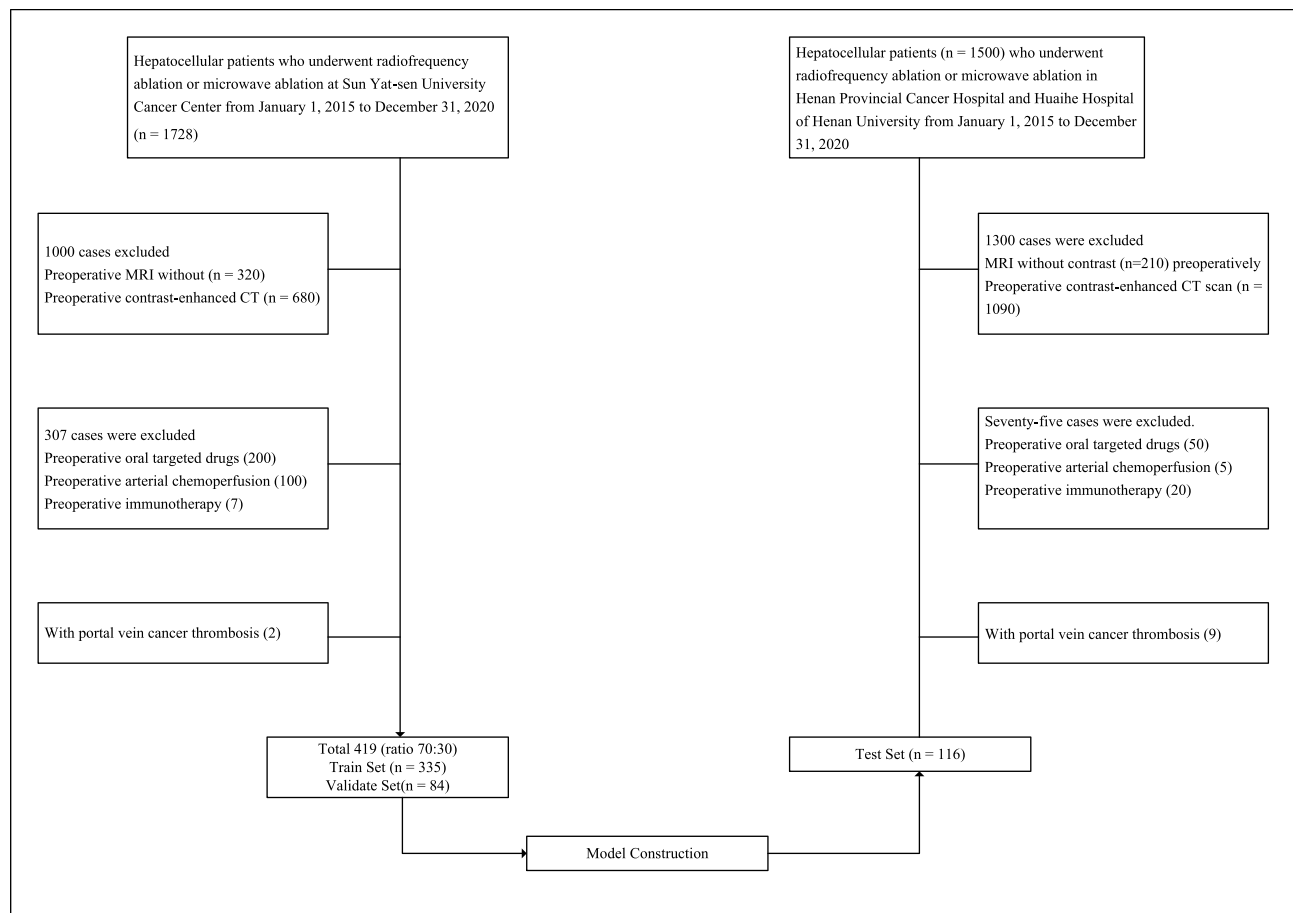 Hepatocellular patients who underwent radiofrequency
ablation or microwave ablation at Sun Yat-sen University
Cancer Center from January 1, 2015 to December 31, 2020
(n = 1728)
Hepatocellular patients (n = 1500) who underwent
radiofrequency ablation or microwave ablation in
Henan Provincial Cancer Hospital and Huaihe Hospital
of Henan University from January 1, 2015 to December
31, 2020
1000 cases excluded
Preoperative MRI without (n = 320)
Preoperative contrast-enhanced CT (n = 680)
1300 cases were excluded
MRI without contrast (n=210) preoperatively
Preoperative contrast-enhanced CT scan (n =
1090)
307 cases were excluded
Preoperative oral targeted drugs (200)
Preoperative arterial chemoperfusion (100)
Preoperative immunotherapy (7)
Seventy-five cases were excluded.
Preoperative oral targeted drugs (50)
Preoperative arterial chemoperfusion (5)
Preoperative immunotherapy (20)
With portal vein cancer thrombosis (2)
With portal vein cancer thrombosis (9)
Total 419 (ratio 70:30)
Train Set (n = 335)
Validate Set(n = 84)
Test Set (n = 116)
Model Construction